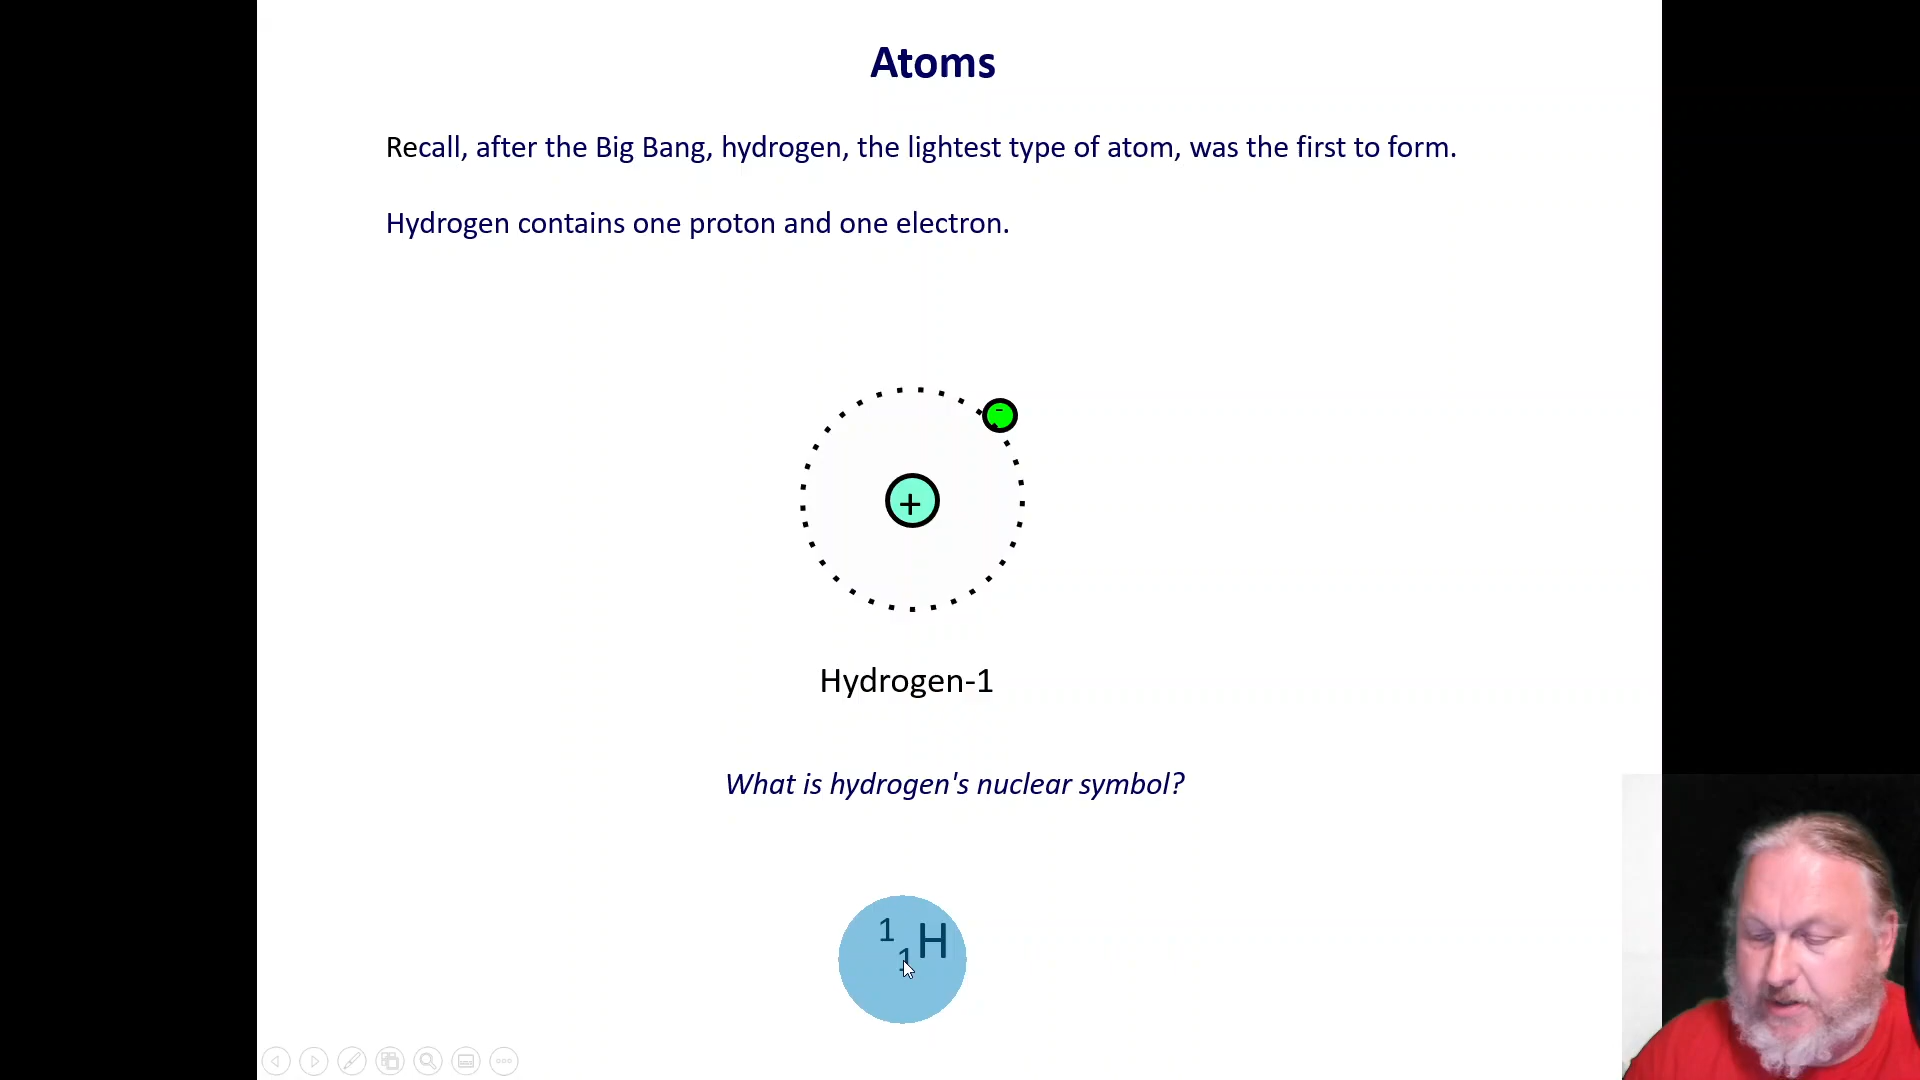 Atoms
Recall, after the Big Bang, hydrogen, the lightest type of atom, was the first to form.
Hydrogen contains one proton and one electron.
-
+
Hydrogen-1
What is hydrogen's nuclear symbol?
1 1 H